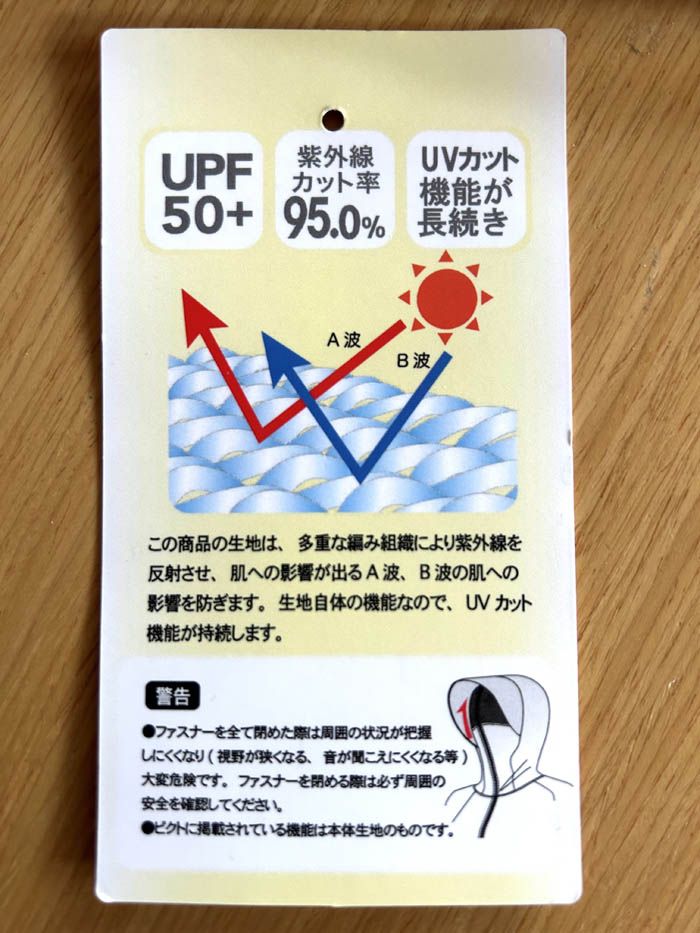 UPF
50+
紫外線
カット率
95.0%
UVカット
機能が
長続き
A波
B波
この商品の生地は、多重な編み組織により紫外線を
反射させ、肌への影響が出るA波、B波の肌への
影響を防ぎます。生地自体の機能なので、UVカット
機能が持続します。
警告
●ファスナーを全て閉めた際は周囲の状況が把握
しにくくなり(視野が狭くなる、音が聞こえにくくなる等)
大変危険です。ファスナーを閉める際は必ず周囲の
安全を確認してください。
●ピクトに掲載されている機能は本体生地のものです。